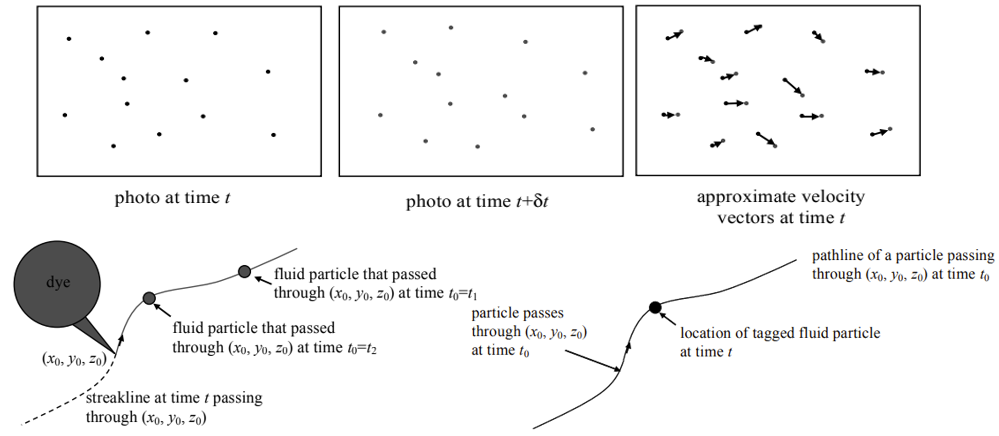 photo at time t
photo at time t+δt
approximate velocity
vectors at time t
dye
fluid particle that passed
through (x₀, y₀, z₀) at time t₀=t₁
fluid particle that passed
through (x₀, y₀, z₀) at time t₀=t₂
(x₀, y₀, z₀)
streakline at time t passing
through (x₀, y₀, z₀)
pathline of a particle passing
through (x₀, y₀, z₀) at time t₀
particle passes
through (x₀, y₀, z₀)
at time t₀
location of tagged fluid particle
at time t